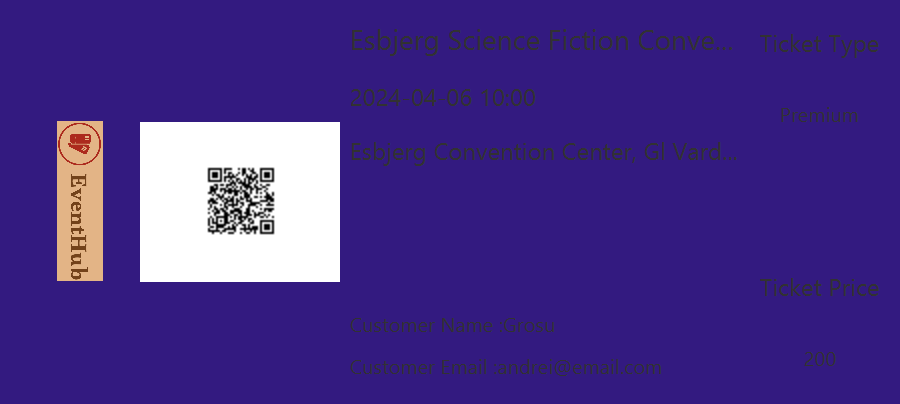 EventHub
Esbjerg Science Fiction Conve...
2024-04-06 10:00
Esbjerg Convention Center, Gl Vard...
Customer Name :Grosu
Customer Email :andrei@email.com
Ticket Type
Premium
Ticket Price
200